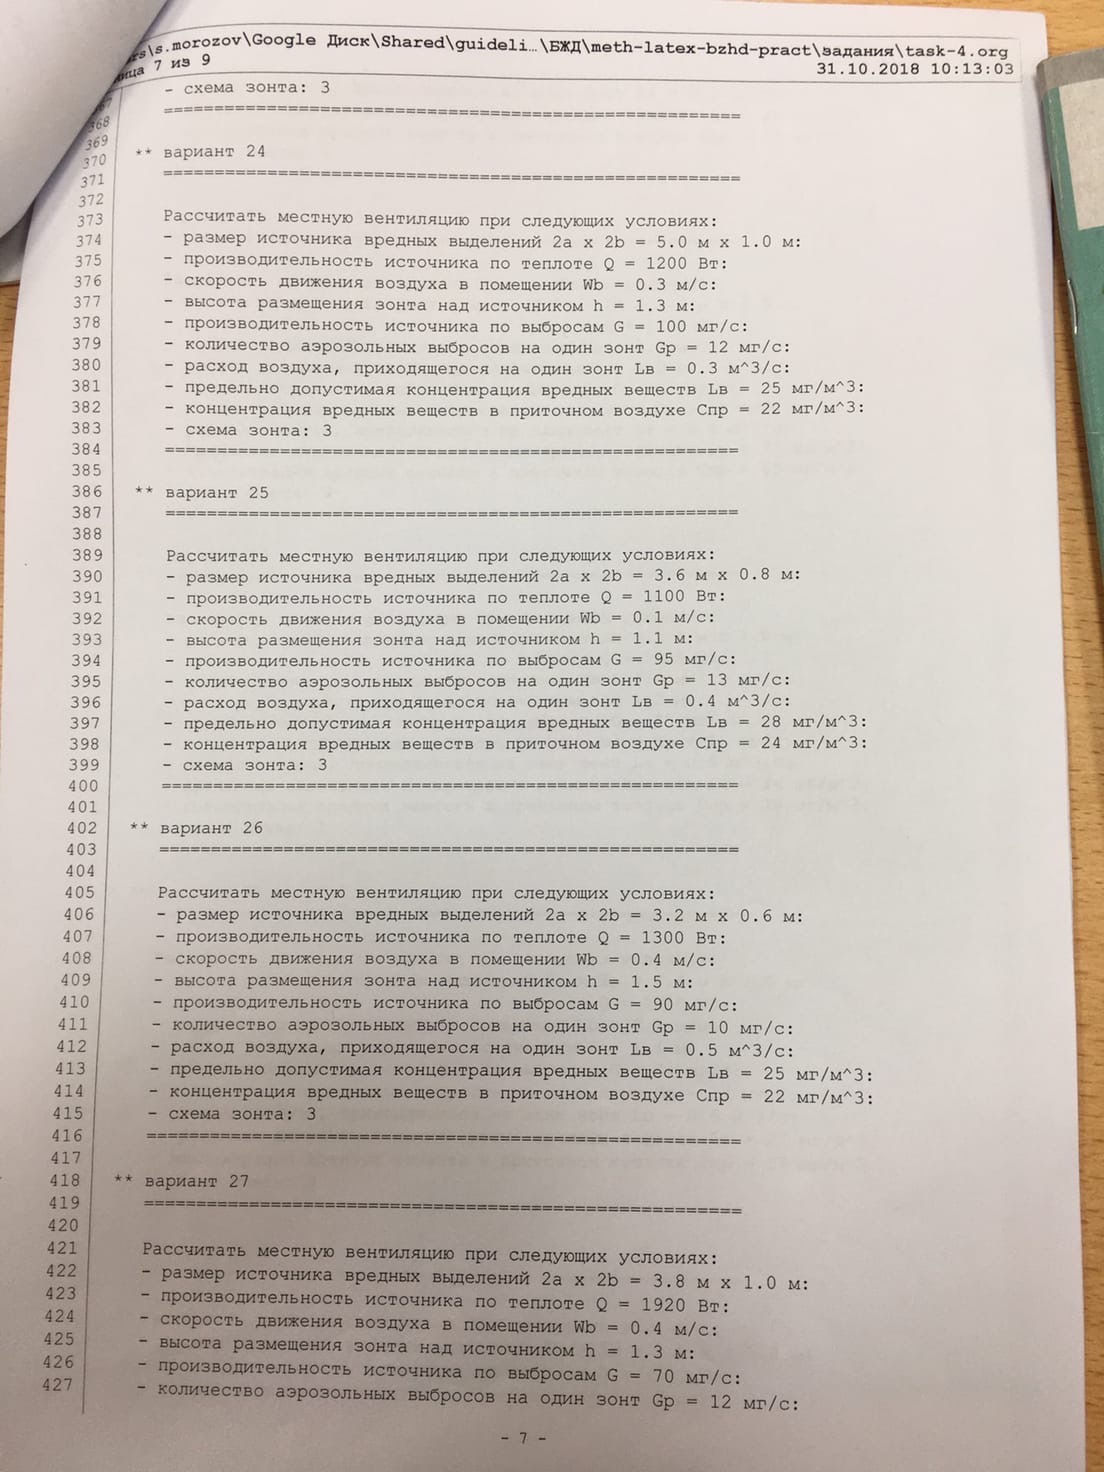 rs\s.morozov\Google Диск\Shared\guideli…\БЖД\meth-latex-bzhd-pract\задания\task-4.org
7 из 9 31.10.2018 10:13:03
- схема зонта: 3
368 =========================================================
369
370 ** вариант 24
371 =========================================================
372
373 Рассчитать местную вентиляцию при следующих условиях:
374 - размер источника вредных выделений 2a x 2b = 5.0 м x 1.0 м:
375 - производительность источника по теплоте Q = 1200 Вт:
376 - скорость движения воздуха в помещении Wb = 0.3 м/с:
377 - высота размещения зонта над источником h = 1.3 м:
378 - производительность источника по выбросам G = 100 мг/с:
379 - количество аэрозольных выбросов на один зонт Gp = 12 мг/с:
380 - расход воздуха, приходящегося на один зонт Lв = 0.3 м^3/с:
381 - предельно допустимая концентрация вредных веществ Lв = 25 мг/м^3:
382 - концентрация вредных веществ в приточном воздухе Спр = 22 мг/м^3:
383 - схема зонта: 3
384 =========================================================
385
386 ** вариант 25
387 =========================================================
388
389 Рассчитать местную вентиляцию при следующих условиях:
390 - размер источника вредных выделений 2a x 2b = 3.6 м x 0.8 м:
391 - производительность источника по теплоте Q = 1100 Вт:
392 - скорость движения воздуха в помещении Wb = 0.1 м/с:
393 - высота размещения зонта над источником h = 1.1 м:
394 - производительность источника по выбросам G = 95 мг/с:
395 - количество аэрозольных выбросов на один зонт Gp = 13 мг/с:
396 - расход воздуха, приходящегося на один зонт Lв = 0.4 м^3/с:
397 - предельно допустимая концентрация вредных веществ Lв = 28 мг/м^3:
398 - концентрация вредных веществ в приточном воздухе Спр = 24 мг/м^3:
399 - схема зонта: 3
400 =========================================================
401
402 ** вариант 26
403 =========================================================
404
405 Рассчитать местную вентиляцию при следующих условиях:
406 - размер источника вредных выделений 2a x 2b = 3.2 м x 0.6 м:
407 - производительность источника по теплоте Q = 1300 Вт:
408 - скорость движения воздуха в помещении Wb = 0.4 м/с:
409 - высота размещения зонта над источником h = 1.5 м:
410 - производительность источника по выбросам G = 90 мг/с:
411 - количество аэрозольных выбросов на один зонт Gp = 10 мг/с:
412 - расход воздуха, приходящегося на один зонт Lв = 0.5 м^3/с:
413 - предельно допустимая концентрация вредных веществ Lв = 25 мг/м^3:
414 - концентрация вредных веществ в приточном воздухе Спр = 22 мг/м^3:
415 - схема зонта: 3
416 =========================================================
417
418 ** вариант 27
419 =========================================================
420
421 Рассчитать местную вентиляцию при следующих условиях:
422 - размер источника вредных выделений 2a x 2b = 3.8 м x 1.0 м:
423 - производительность источника по теплоте Q = 1920 Вт:
424 - скорость движения воздуха в помещении Wb = 0.4 м/с:
425 - высота размещения зонта над источником h = 1.3 м:
426 - производительность источника по выбросам G = 70 мг/с:
427 - количество аэрозольных выбросов на один зонт Gp = 12 мг/с:
- 7 -